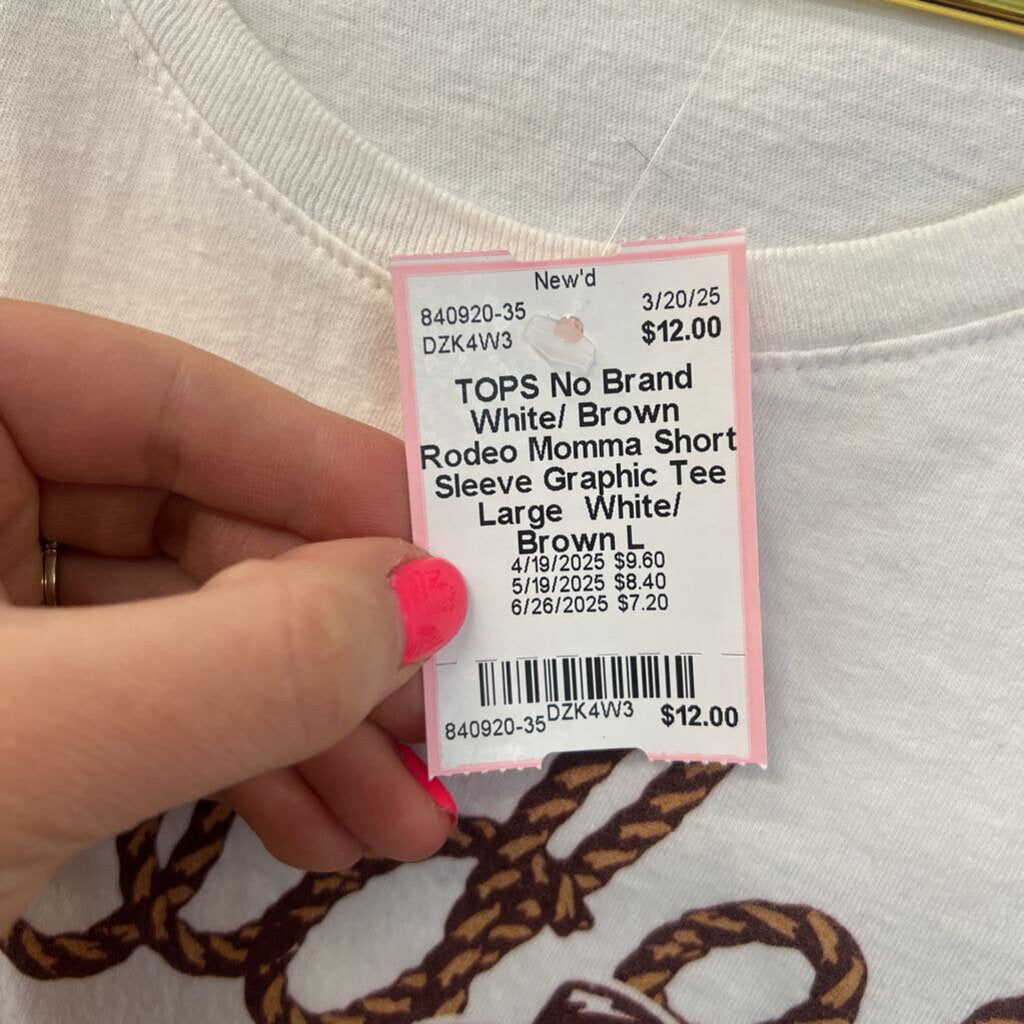 New'd
840920-35 3/20/25
DZK4W3 $12.00
TOPS No Brand
White/ Brown
Rodeo Momma Short
Sleeve Graphic Tee
Large White/
Brown L
4/19/2025 $9.60
5/19/2025 $8.40
6/26/2025 $7.20
840920-35 DZK4W3 $12.00